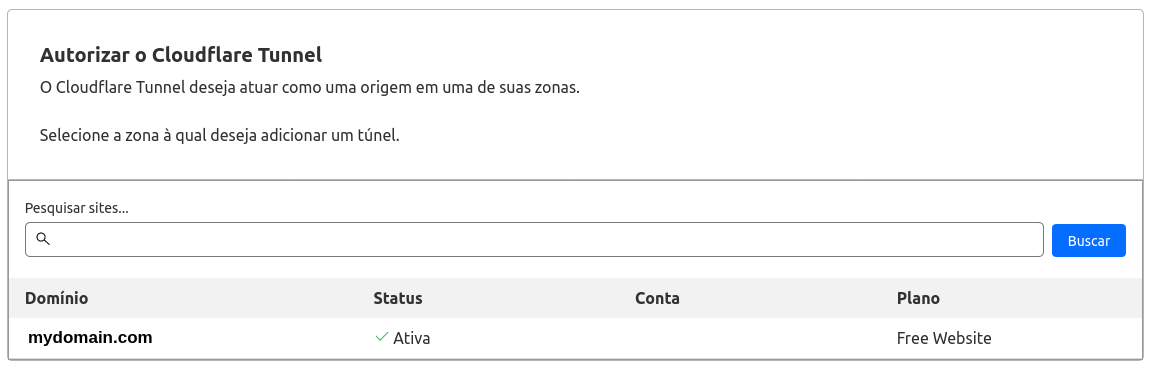 Autorizar o Cloudflare Tunnel
O Cloudflare Tunnel deseja atuar como uma origem em uma de suas zonas.
Selecione a zona à qual deseja adicionar um túnel.
Pesquisar sites...
Buscar
Domínio Status Conta Plano
mydomain.com Ativa Free Website